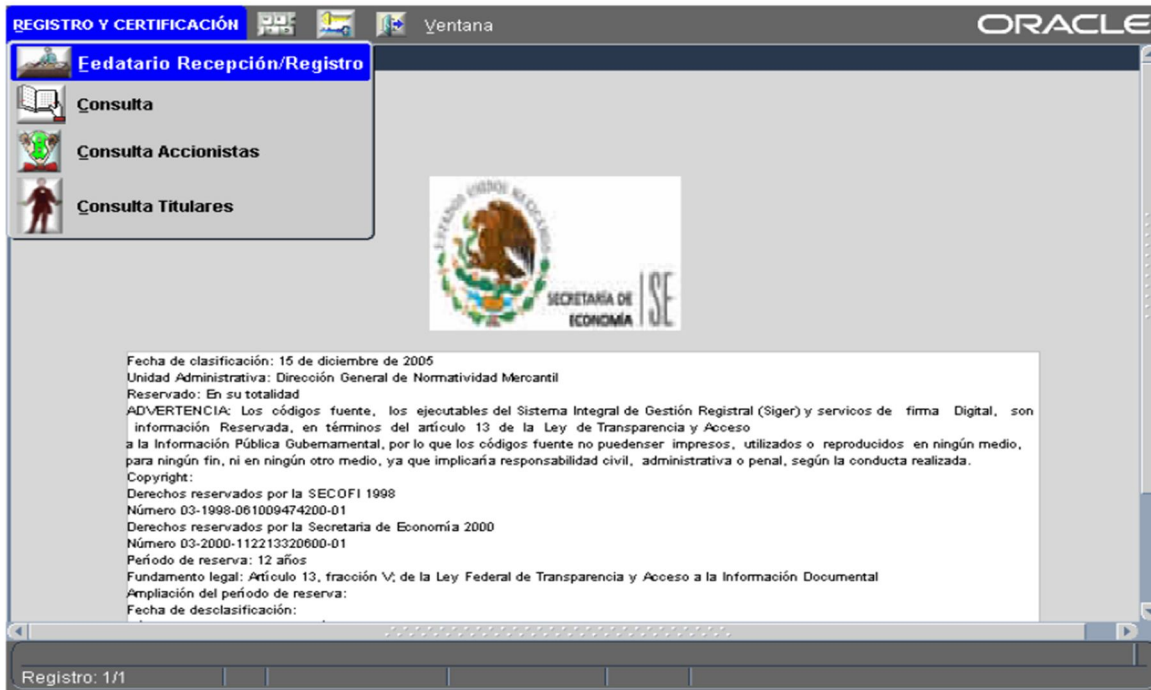 REGISTRO Y CERTIFICACIÓN Ventana ORACLE
Fedatario Recepción/Registro
Consulta
Consulta Accionistas
Consulta Titulares
ESTADOS UNIDOS MEXICANOS
SECRETARÍA DE
ECONOMÍA
SE
Fecha de clasificación: 15 de diciembre de 2005
Unidad Administrativa: Dirección General de Normatividad Mercantil
Reservado: En su totalidad
ADVERTENCIA: Los códigos fuente, los ejecutables del Sistema Integral de Gestión Registral (Siger) y servicos de firma Digital, son
información Reservada, en términos del artículo 13 de la Ley de Transparencia y Acceso
a la Información Pública Gubernamental, por lo que los códigos fuente no puedenser impresos, utilizados o reproducidos en ningún medio,
para ningún fin, ni en ningún otro medio, ya que implicaría responsabilidad civil, administrativa o penal, según la conducta realizada.
Copyright:
Derechos reservados por la SECOFI 1998
Número 03-1998-061009474200-01
Derechos reservados por la Secretaria de Economía 2000
Número 03-2000-112213320600-01
Período de reserva: 12 años
Fundamento legal: Artículo 13, fracción V; de la Ley Federal de Transparencia y Acceso a la Información Documental
Ampliación del período de reserva:
Fecha de desclasificación:
Registro: 1/1